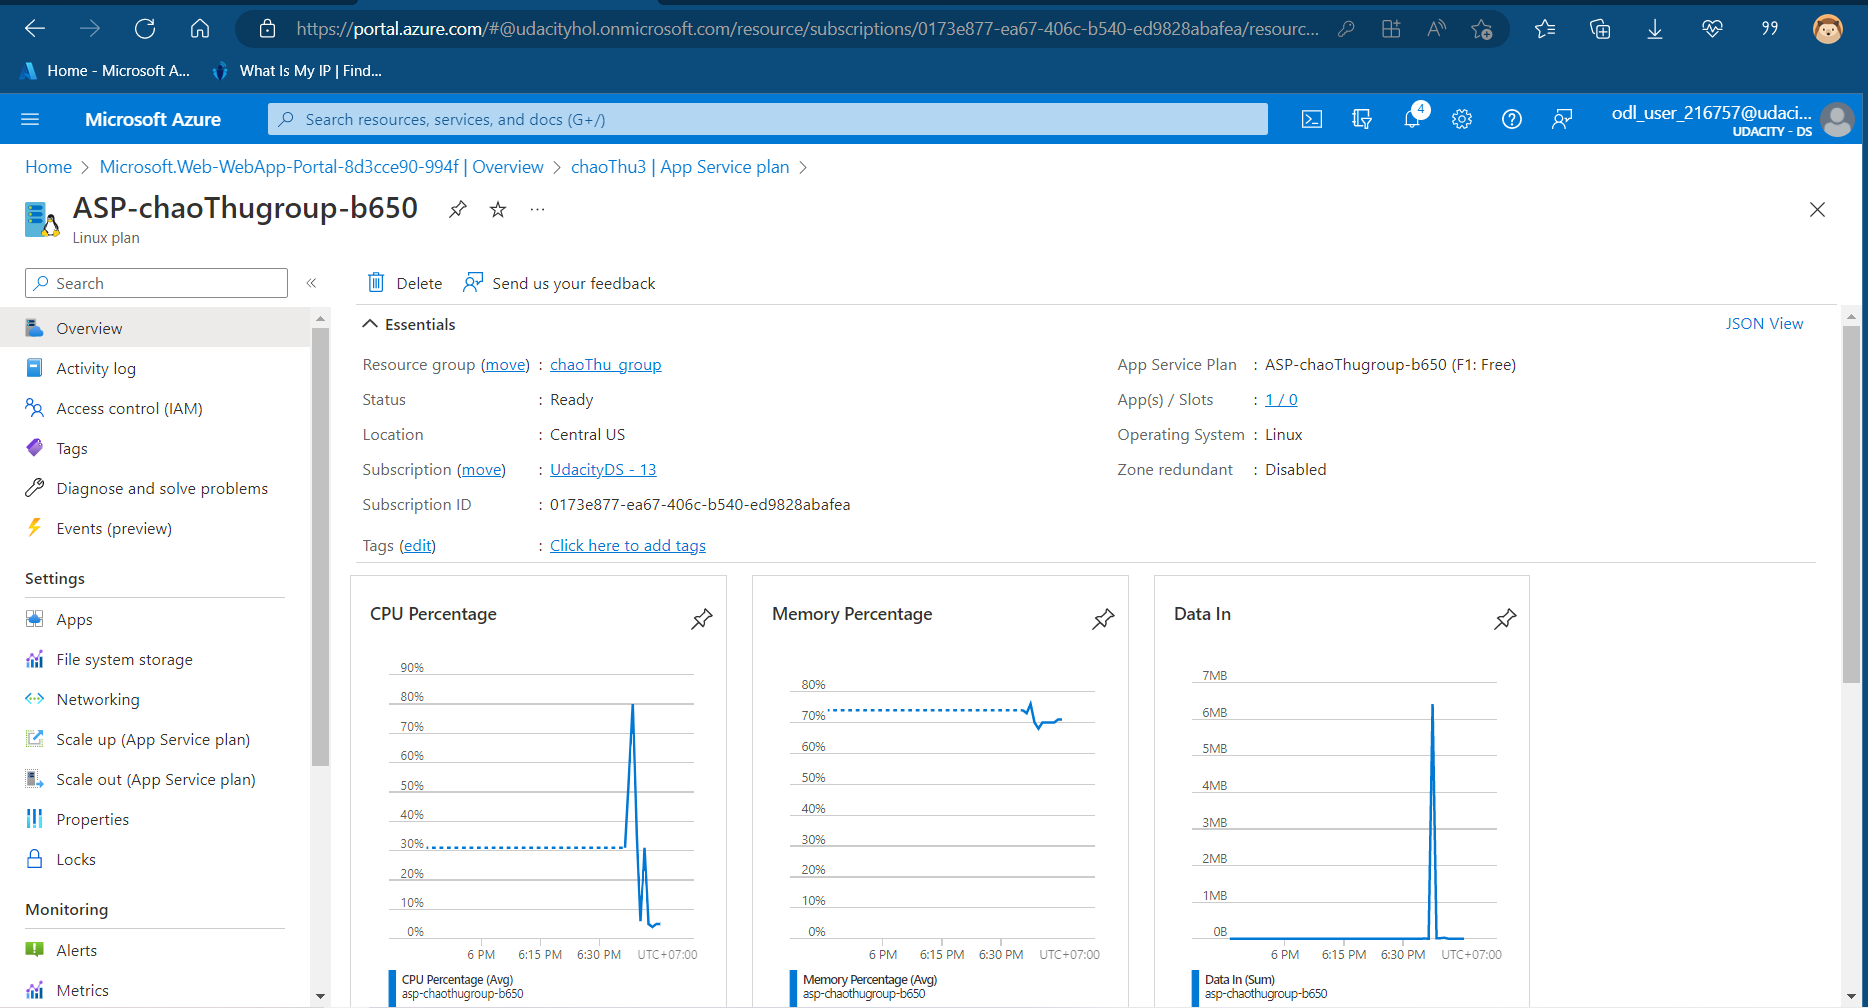 https://portal.azure.com/#@udacityhol.onmicrosoft.com/resource/subscriptions/0173e877-ea67-406c-b540-ed9828abafea/resourc...
Home - Microsoft A...
What Is My IP | Find...
Microsoft Azure
Search resources, services, and docs (G+/)
4
odl_user_216757@udaci...
UDACITY - DS
Home > Microsoft.Web-WebApp-Portal-8d3cce90-994f | Overview > chaoThu3 | App Service plan >
ASP-chaoThugroup-b650
Linux plan
Search
Overview
Activity log
Access control (IAM)
Tags
Diagnose and solve problems
Events (preview)
Settings
Apps
File system storage
Networking
Scale up (App Service plan)
Scale out (App Service plan)
Properties
Locks
Monitoring
Alerts
Metrics
Delete
Send us your feedback
Essentials
JSON View
Resource group (move) : chaoThu_group
Status : Ready
Location : Central US
Subscription (move) : UdacityDS - 13
Subscription ID : 0173e877-ea67-406c-b540-ed9828abafea
Tags (edit) : Click here to add tags
App Service Plan : ASP-chaoThugroup-b650 (F1: Free)
App(s) / Slots : 1 / 0
Operating System : Linux
Zone redundant : Disabled
CPU Percentage
90%
80%
70%
60%
50%
40%
30%
20%
10%
0%
6 PM 6:15 PM 6:30 PM UTC+07:00
CPU Percentage (Avg)
asp-chaothugroup-b650
Memory Percentage
80%
70%
60%
50%
40%
30%
20%
10%
0%
6 PM 6:15 PM 6:30 PM UTC+07:00
Memory Percentage (Avg)
asp-chaothugroup-b650
Data In
7MB
6MB
5MB
4MB
3MB
2MB
1MB
0B
6 PM 6:15 PM 6:30 PM UTC+07:00
Data In (Sum)
asp-chaothugroup-b650